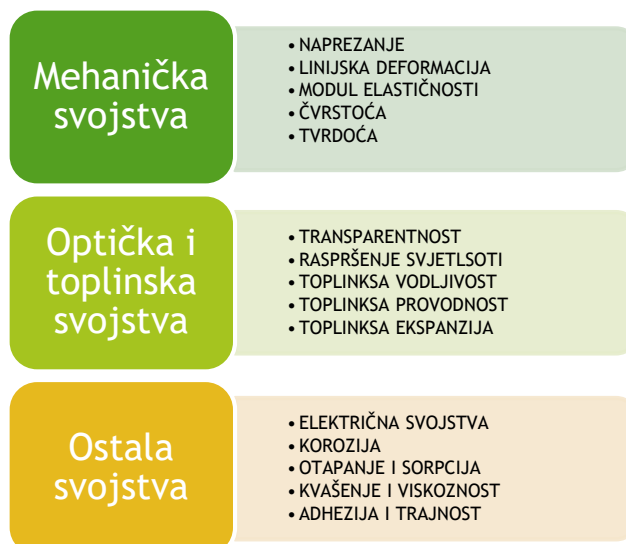 Mehanička
svojstva
• NAPREZANJE
• LINIJSKA DEFORMACIJA
• MODUL ELASTIČNOSTI
• ČVRSTOĆA
• TVRDOĆA
Optička i
toplinska
svojstva
• TRANSPARENTNOST
• RASPRŠENJE SVJETLSOTI
• TOPLINKSA VODLJIVOST
• TOPLINKSA PROVODNOST
• TOPLINKSA EKSPANZIJA
Ostala
svojstva
• ELEKTRIČNA SVOJSTVA
• KOROZIJA
• OTAPANJE I SORPCIJA
• KVAŠENJE I VISKOZNOST
• ADHEZIJA I TRAJNOST